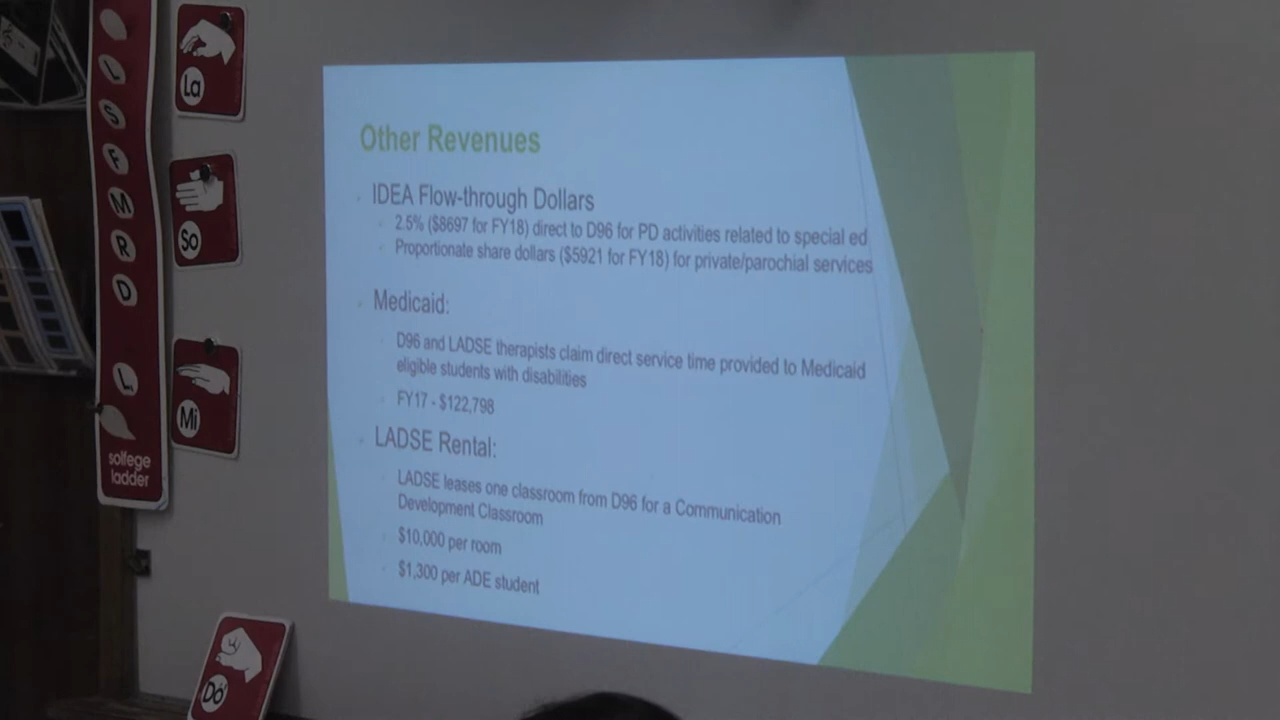 La
So
Mi
Do
L
S
F
M
R
D
L
solfege
ladder
Other Revenues
IDEA Flow-through Dollars
2.5% ($8697 for FY18) direct to D96 for PD activities related to special ed
Proportionate share dollars ($5921 for FY18) for private/parochial services
Medicaid:
D96 and LADSE therapists claim direct service time provided to Medicaid
eligible students with disabilities
FY17 - $122,798
LADSE Rental:
LADSE leases one classroom from D96 for a Communication
Development Classroom
$10,000 per room
$1,300 per ADE student